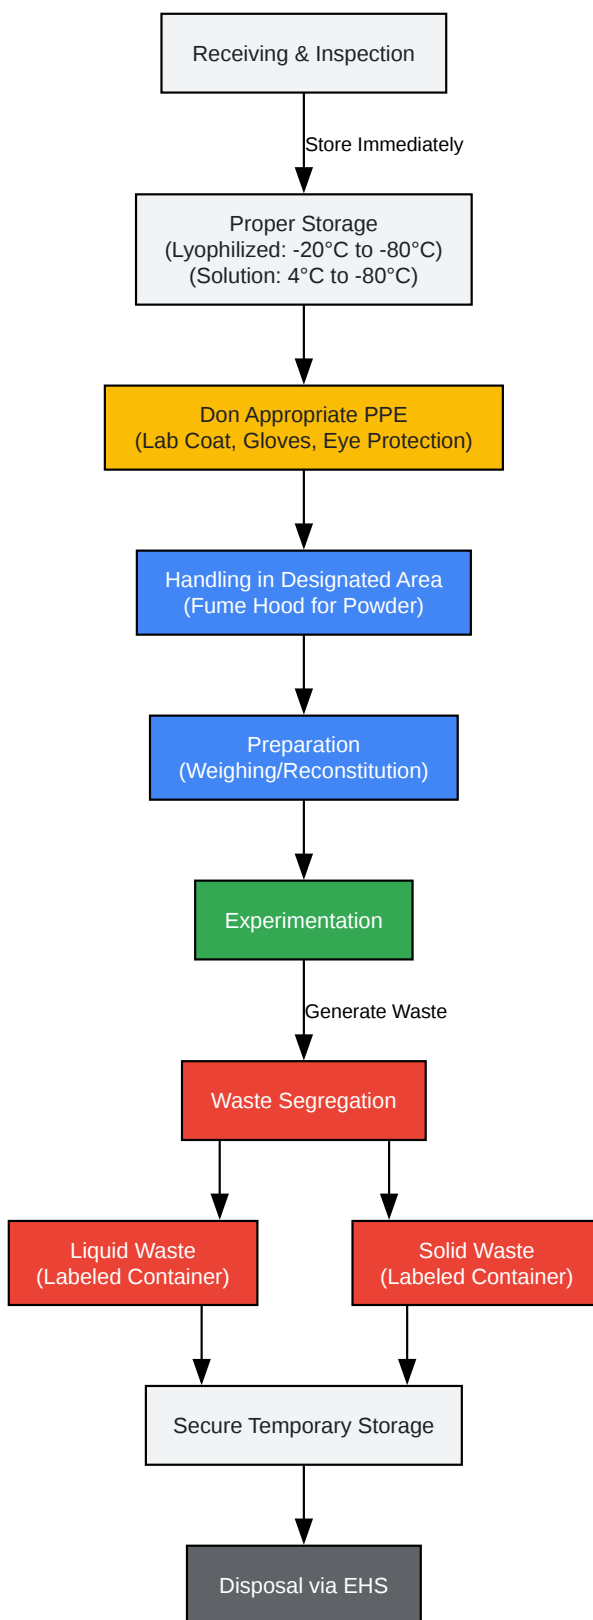 Receiving & Inspection
Store Immediately
Proper Storage
(Lyophilized: -20°C to -80°C)
(Solution: 4°C to -80°C)
Don Appropriate PPE
(Lab Coat, Gloves, Eye Protection)
Handling in Designated Area
(Fume Hood for Powder)
Preparation
(Weighing/Reconstitution)
Experimentation
Generate Waste
Waste Segregation
Liquid Waste
(Labeled Container)
Solid Waste
(Labeled Container)
Secure Temporary Storage
Disposal via EHS